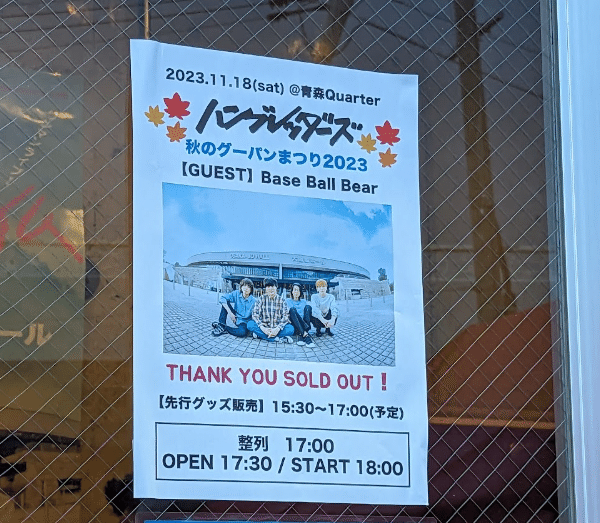 2023.11.18(sat) @青森Quarter
ハンブレッダーズ
秋のグーパンまつり2023
【GUEST】Base Ball Bear
THANK YOU SOLD OUT！
【先行グッズ販売】15:30～17:00(予定)
整列 17:00
OPEN 17:30 / START 18:00
ール